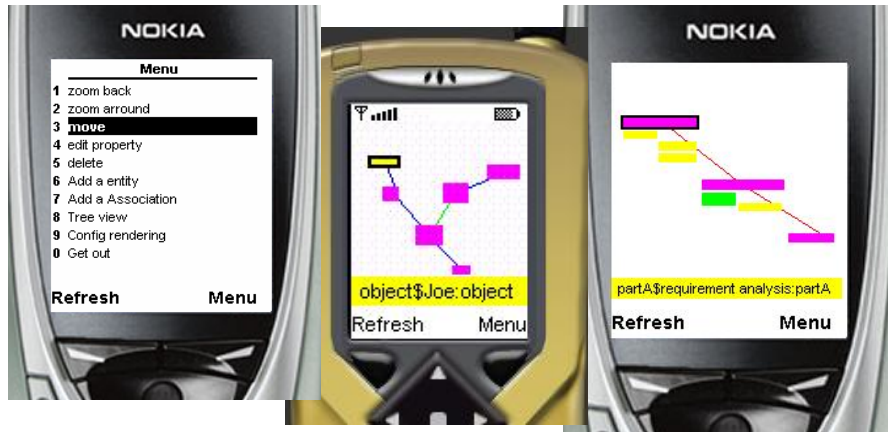 NOKIA
Menu
1 zoom back
2 zoom arround
3 move
4 edit property
5 delete
6 Add a entity
7 Add a Association
8 Tree view
9 Config rendering
0 Get out
Refresh Menu
object$Joe:object
Refresh Menu
NOKIA
partA$requirement analysis:partA
Refresh Menu